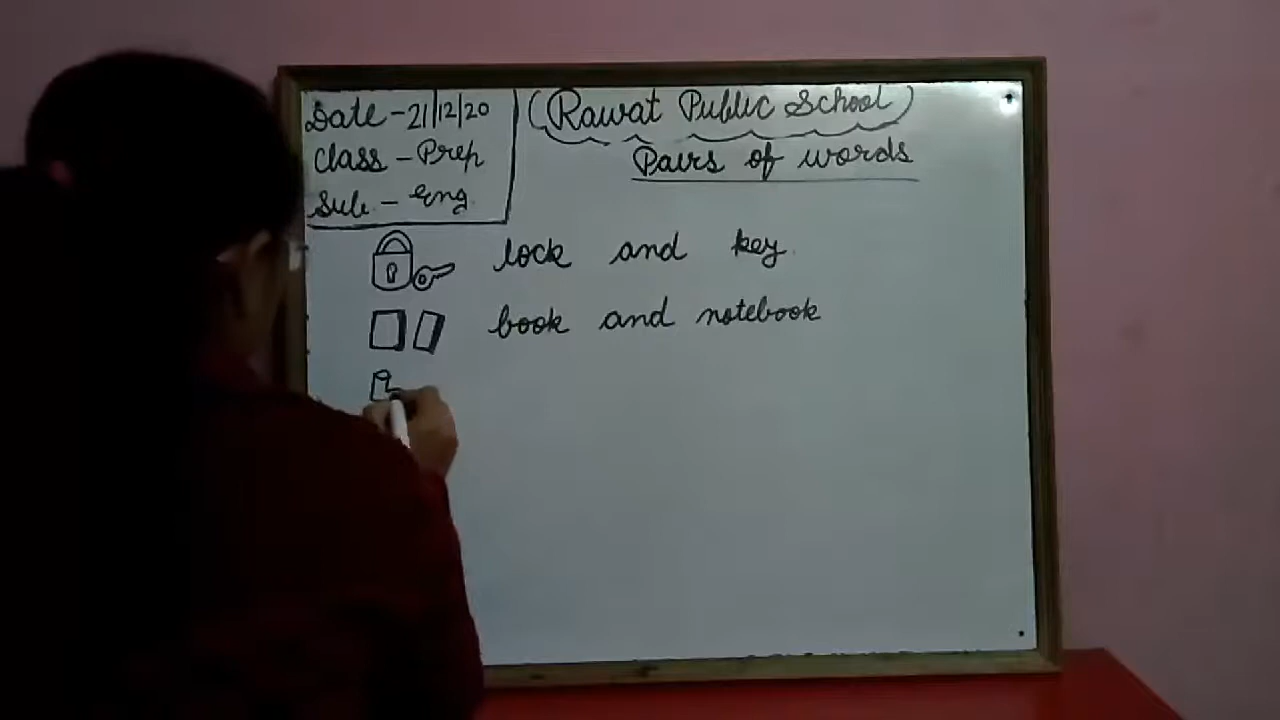 Date - 21/12/20
Class - Prep
Sub - Eng.
(Rawat Public School)
Pairs of words
lock and key.
book and notebook